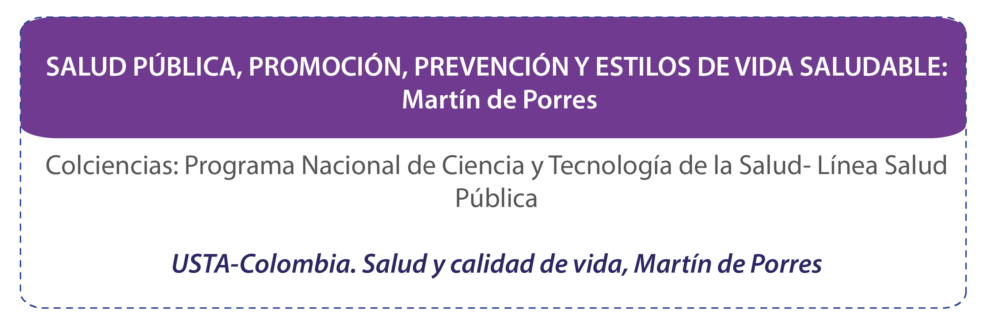 SALUD PÚBLICA, PROMOCIÓN, PREVENCIÓN Y ESTILOS DE VIDA SALUDABLE:
Martín de Porres
Colciencias: Programa Nacional de Ciencia y Tecnología de la Salud- Línea Salud
Pública
USTA-Colombia. Salud y calidad de vida, Martín de Porres